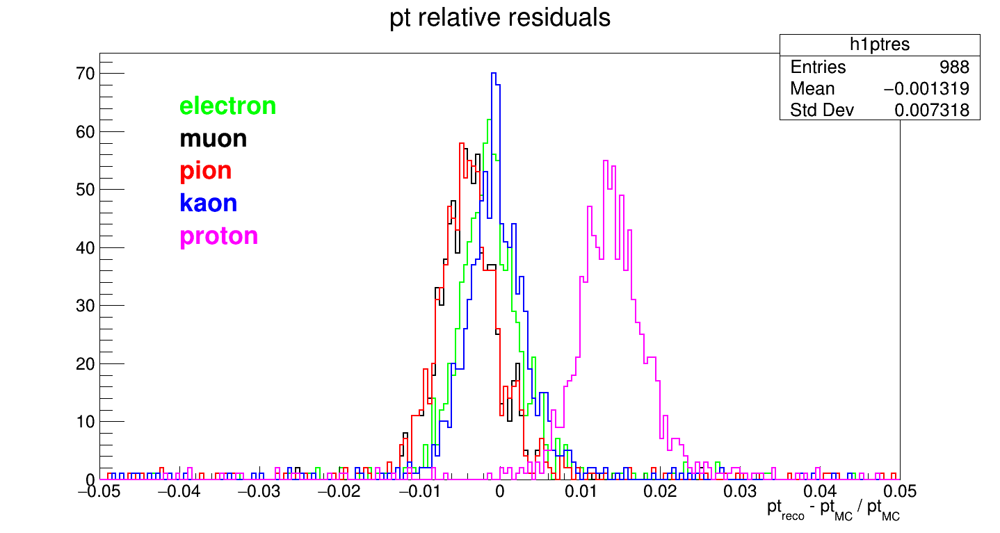 pt relative residuals
h1ptres
Entries 988
Mean −0.001319
Std Dev 0.007318
electron
muon
pion
kaon
proton
70
60
50
40
30
20
10
0
−0.05 −0.04 −0.03 −0.02 −0.01 0 0.01 0.02 0.03 0.04 0.05
pt_reco - pt_MC / pt_MC